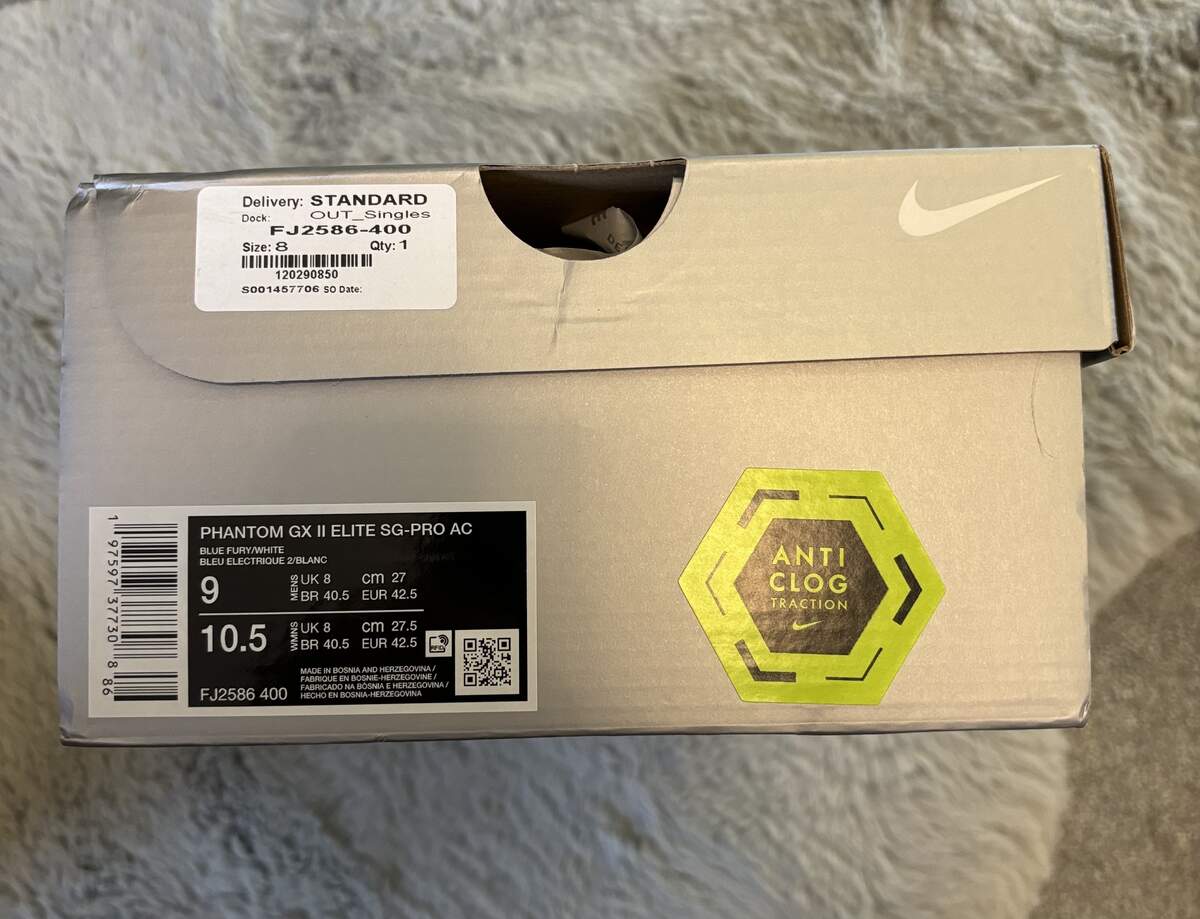 Delivery: STANDARD
Dock: OUT_Singles
FJ2586-400
Size: 8 Qty: 1
120290850
S001457706 SO Date:
1 97597 37730 8 86
PHANTOM GX II ELITE SG-PRO AC
BLUE FURY/WHITE
BLEU ELECTRIQUE 2/BLANC
9 MENS UK 8 cm 27
BR 40.5 EUR 42.5
10.5 WMNS UK 8 cm 27.5
BR 40.5 EUR 42.5
RFID
MADE IN BOSNIA AND HERZEGOVINA /
FABRIQUE EN BOSNIE-HERZEGOVINE /
FABRICADO NA BÓSNIA E HERZEGOVINA /
HECHO EN BOSNIA-HERZEGOVINA
FJ2586 400
ANTI
CLOG
TRACTION